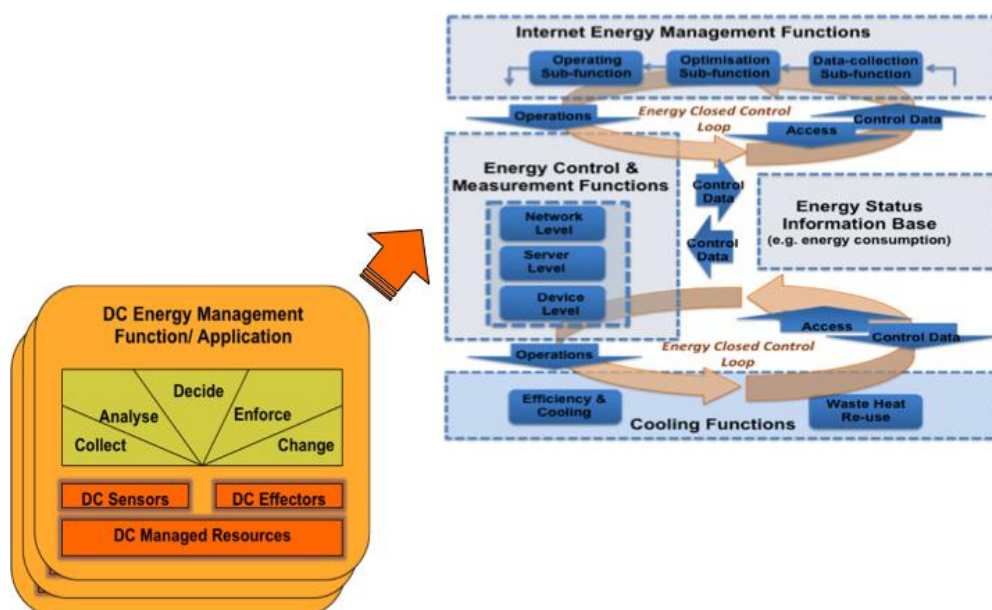 DC Energy Management
Function/ Application
Decide
Analyse
Enforce
Collect
Change
DC Sensors
DC Effectors
DC Managed Resources
Internet Energy Management Functions
Operating
Sub-function
Optimisation
Sub-function
Data-collection
Sub-function
Operations
Energy Closed Control
Loop
Access
Control Data
Energy Control &
Measurement Functions
Network
Level
Server
Level
Device
Level
Control
Data
Control
Data
Energy Status
Information Base
(e.g. energy consumption)
Operations
Energy Closed Control
Loop
Access
Control Data
Efficiency &
Cooling
Waste Heat
Re-use
Cooling Functions